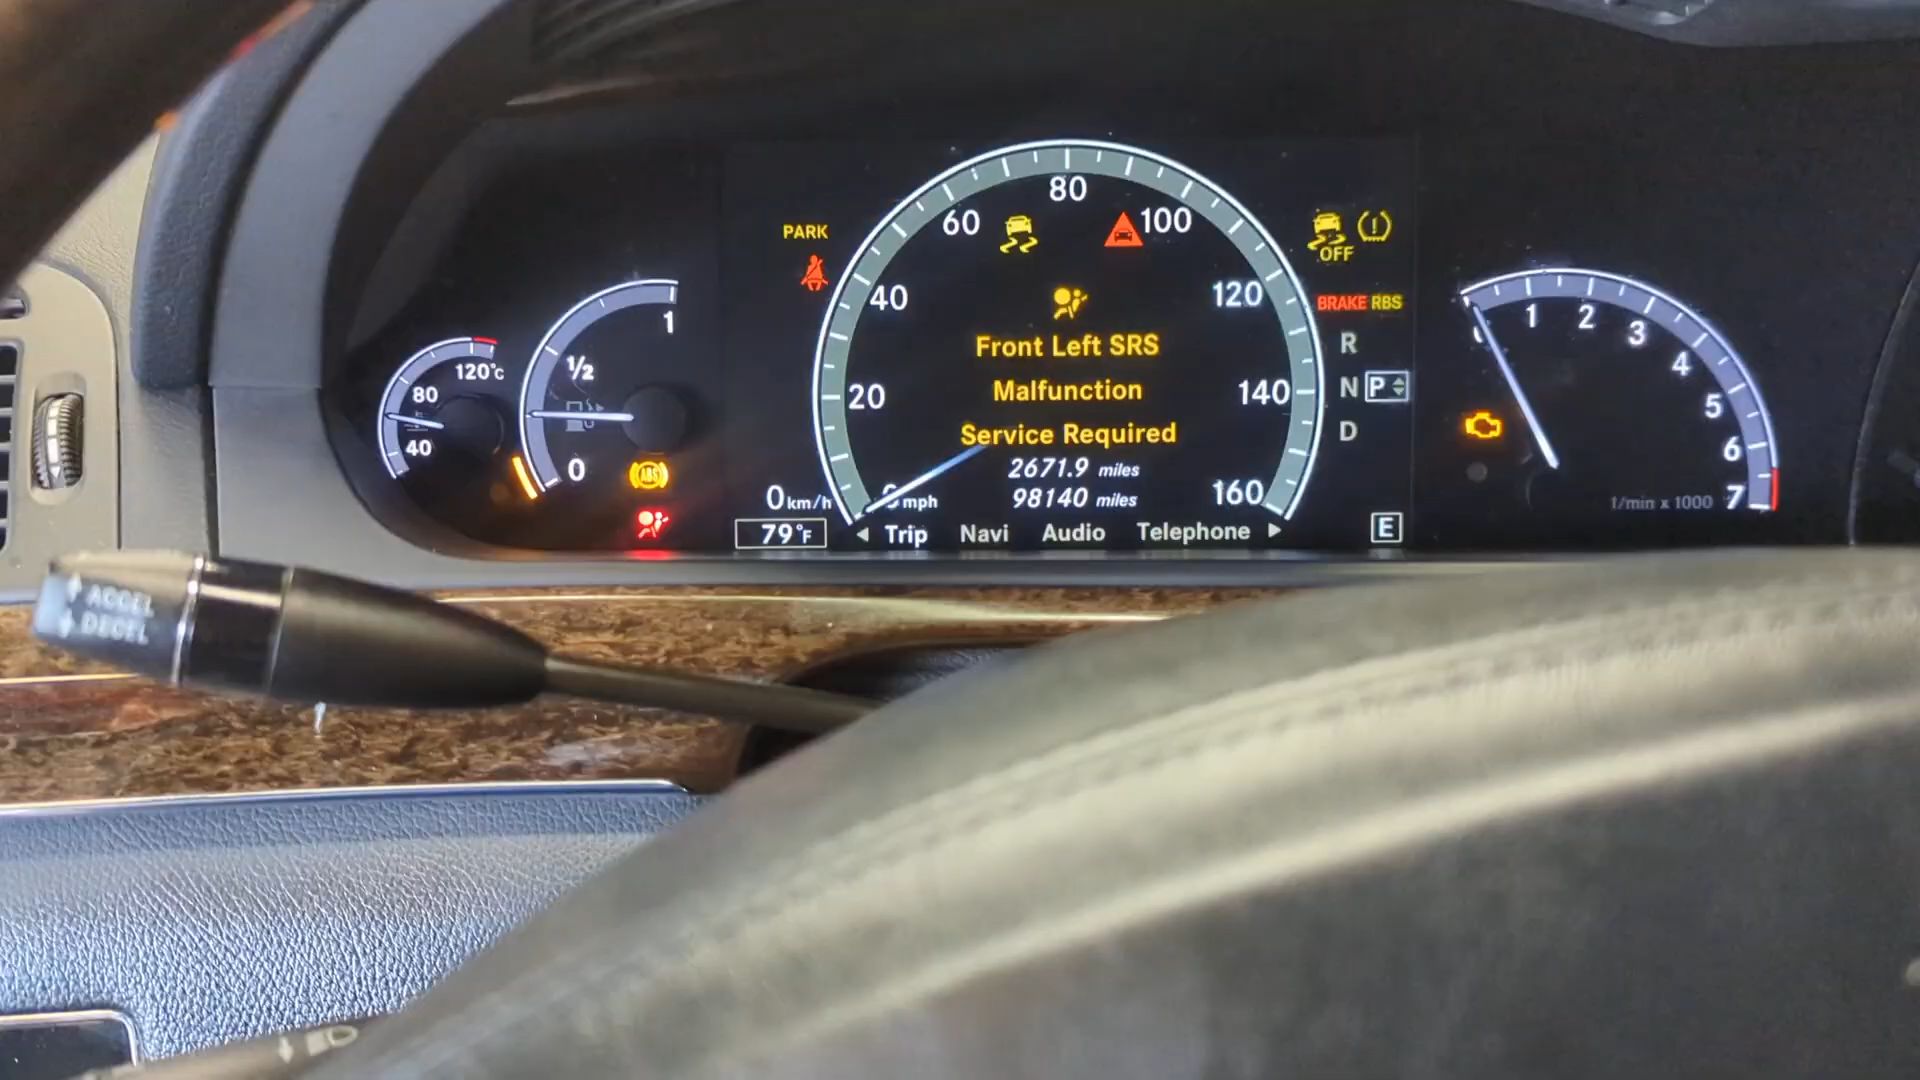 80
60
100
PARK
OFF
40
120
BRAKE RBS
1
1
2
3
120°C
½
Front Left SRS
R
4
80
Malfunction
20
140
N
P
5
40
Service Required
D
6
0
ABS
2671.9 miles
0 km/h
mph
98140 miles
160
1/min x 1000
7
79°F
Trip
Navi
Audio
Telephone
E
ACCEL
DECEL